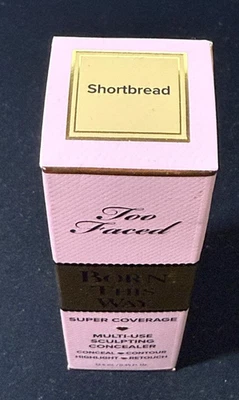 Shortbread
Too
Faced
BORN
THIS
WAY
SUPER COVERAGE
MULTI-USE
SCULPTING
CONCEALER
CONCEAL ❤ CONTOUR
HIGHLIGHT ❤ RETOUCH